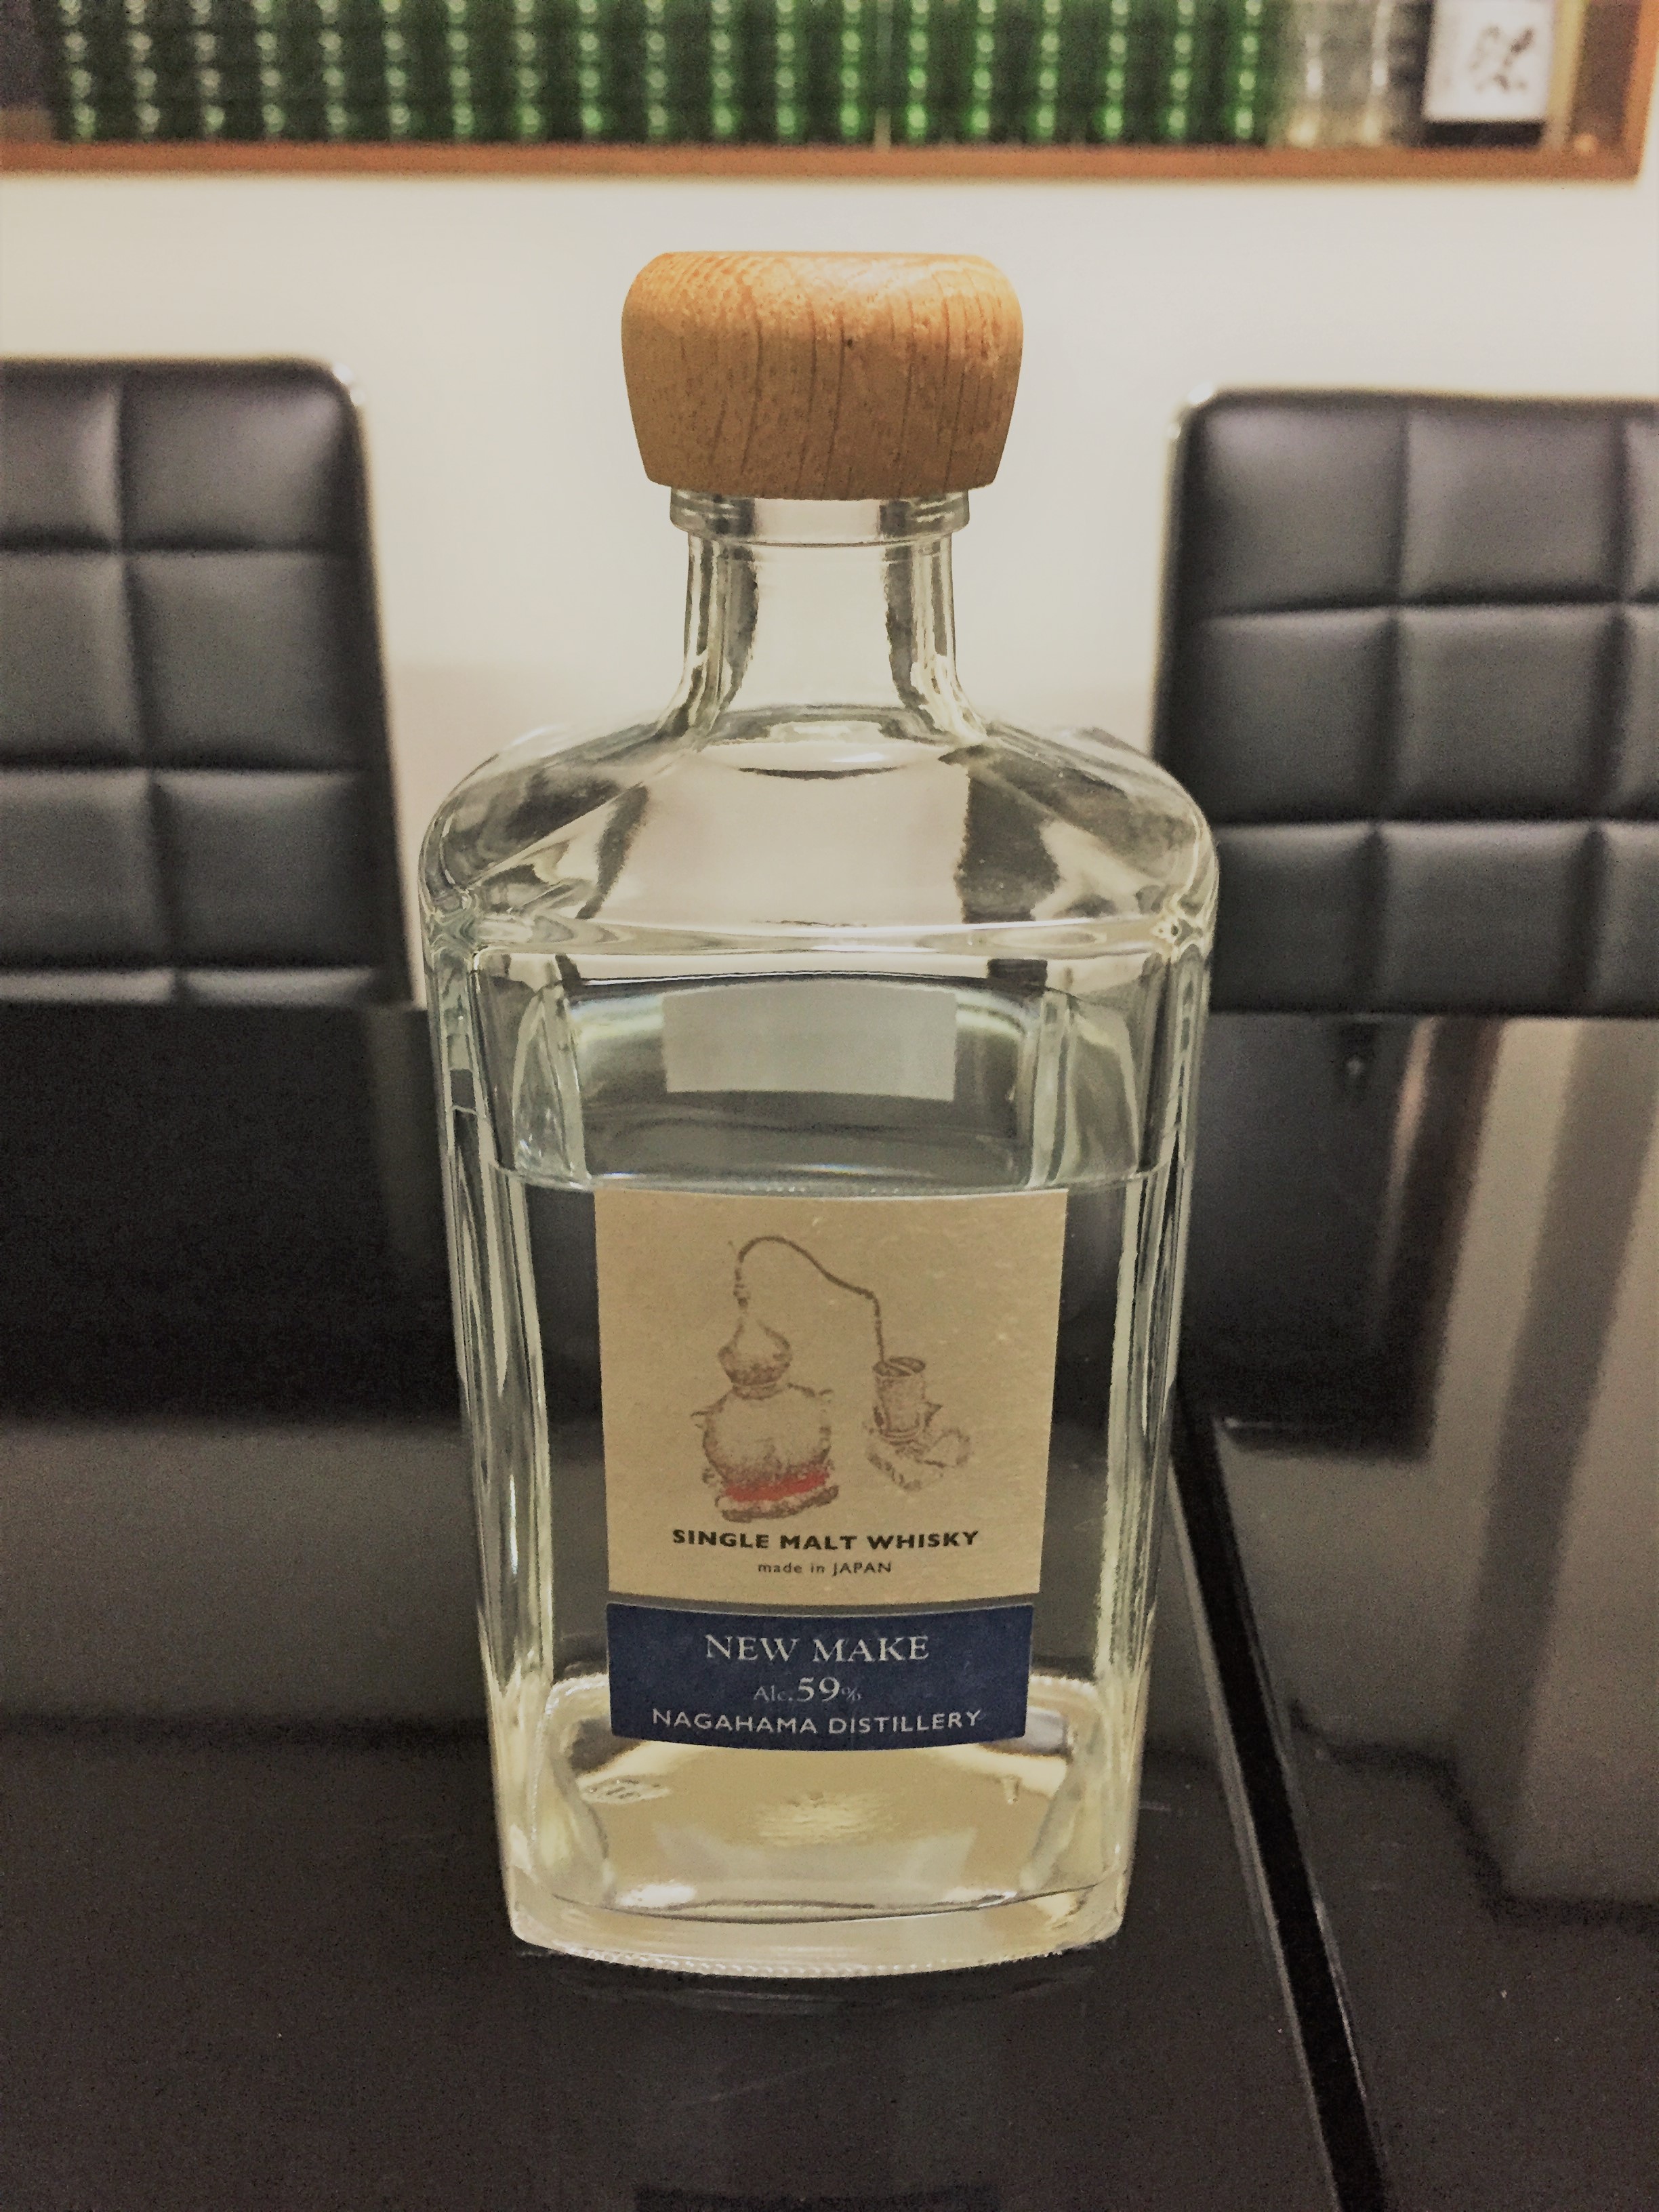 SINGLE MALT WHISKY
made in JAPAN
NEW MAKE
Alc.59%
NAGAHAMA DISTILLERY